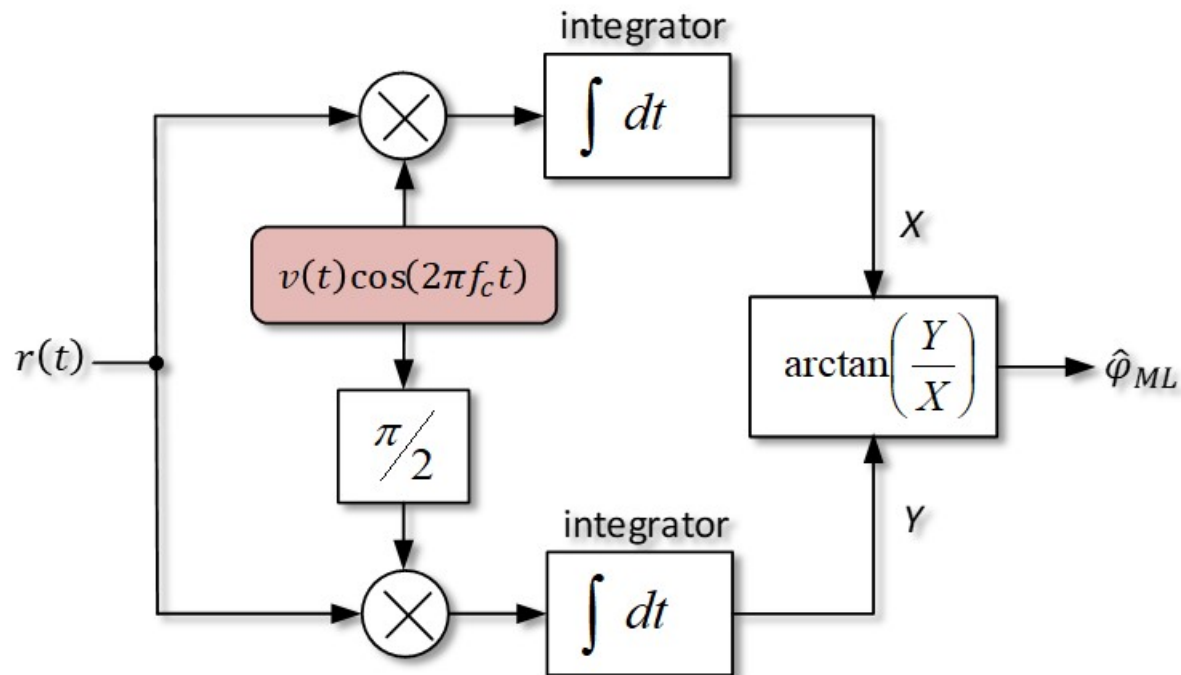 integrator
∫ dt
X
v(t)cos(2πf_c t)
r(t)
arctan(Y/X)
φ̂_ML
π/2
integrator
Y
∫ dt